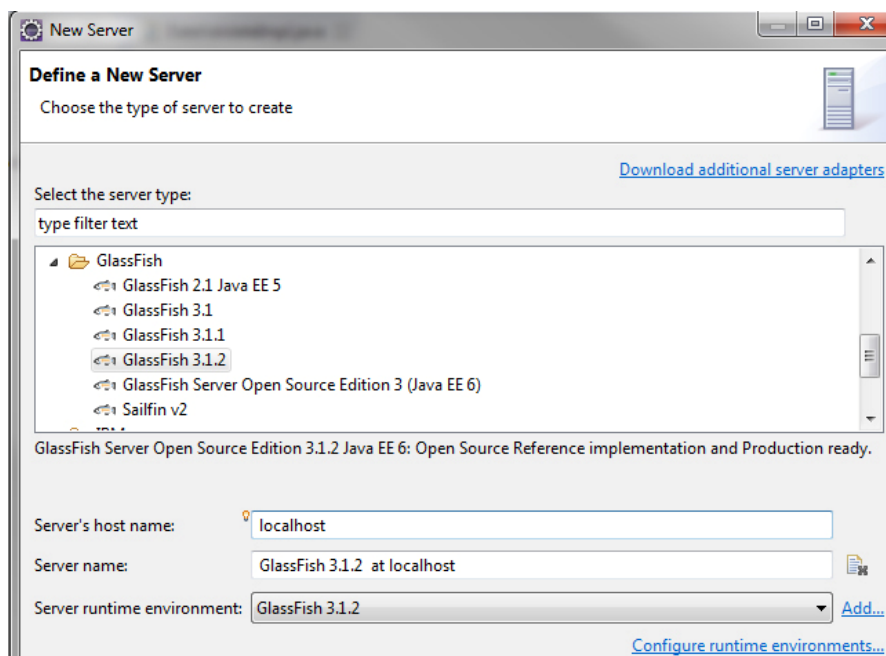 New Server
Define a New Server
Choose the type of server to create
Download additional server adapters
Select the server type:
type filter text
GlassFish
GlassFish 2.1 Java EE 5
GlassFish 3.1
GlassFish 3.1.1
GlassFish 3.1.2
GlassFish Server Open Source Edition 3 (Java EE 6)
Sailfin v2
GlassFish Server Open Source Edition 3.1.2 Java EE 6: Open Source Reference implementation and Production ready.
Server's host name: localhost
Server name: GlassFish 3.1.2 at localhost
Server runtime environment: GlassFish 3.1.2 Add...
Configure runtime environments...